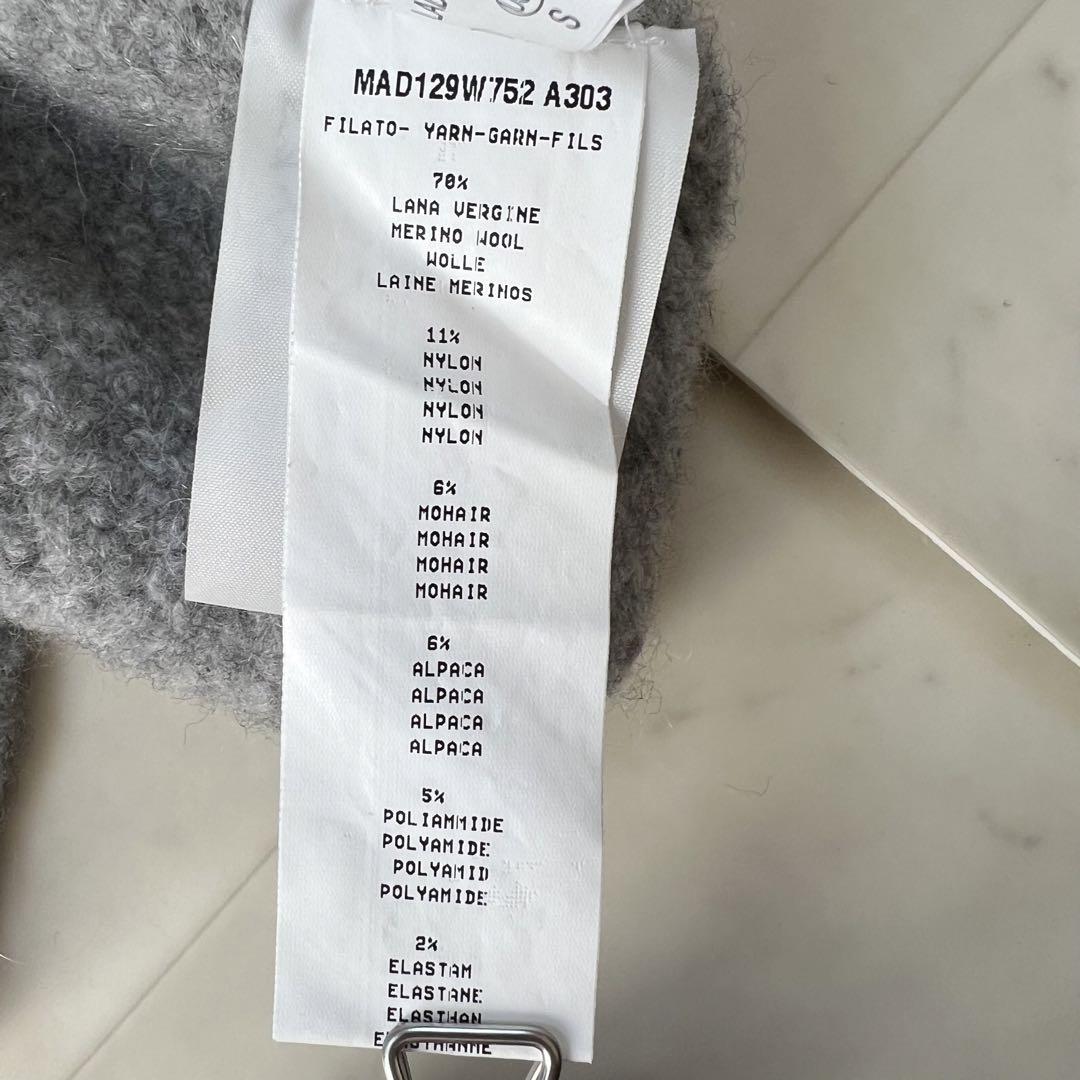 S
MAD129W752 A303
FILATO- YARN-GARN-FILS
70%
LANA VERGINE
MERINO WOOL
WOLLE
LAINE MERINOS
11%
NYLON
NYLON
NYLON
NYLON
6%
MOHAIR
MOHAIR
MOHAIR
MOHAIR
6%
ALPACA
ALPACA
ALPACA
ALPACA
5%
POLIAMMIDE
POLYAMIDE
POLYAMID
POLYAMIDE
2%
ELASTAM
ELASTANE
ELASTHAN